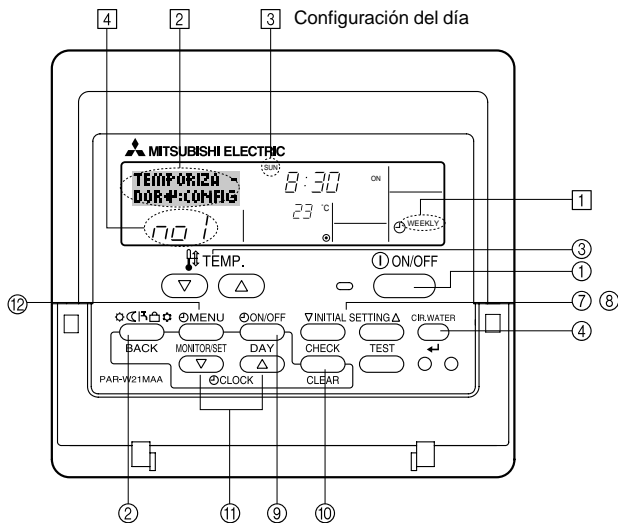 4 2 3 Configuración del día
MITSUBISHI ELECTRIC
SUN
TEMPORIZA-
DOR↵:CONFIG
8:30 ON
23 °C
no 1
WEEKLY
1
TEMP.
ON/OFF
3
1
12
7 8
MENU ON/OFF ▽INITIAL SETTING△ CIR.WATER
4
BACK MONITOR/SET DAY CHECK TEST ↵
▽ △
PAR-W21MAA CLOCK CLEAR
2 11 9 10